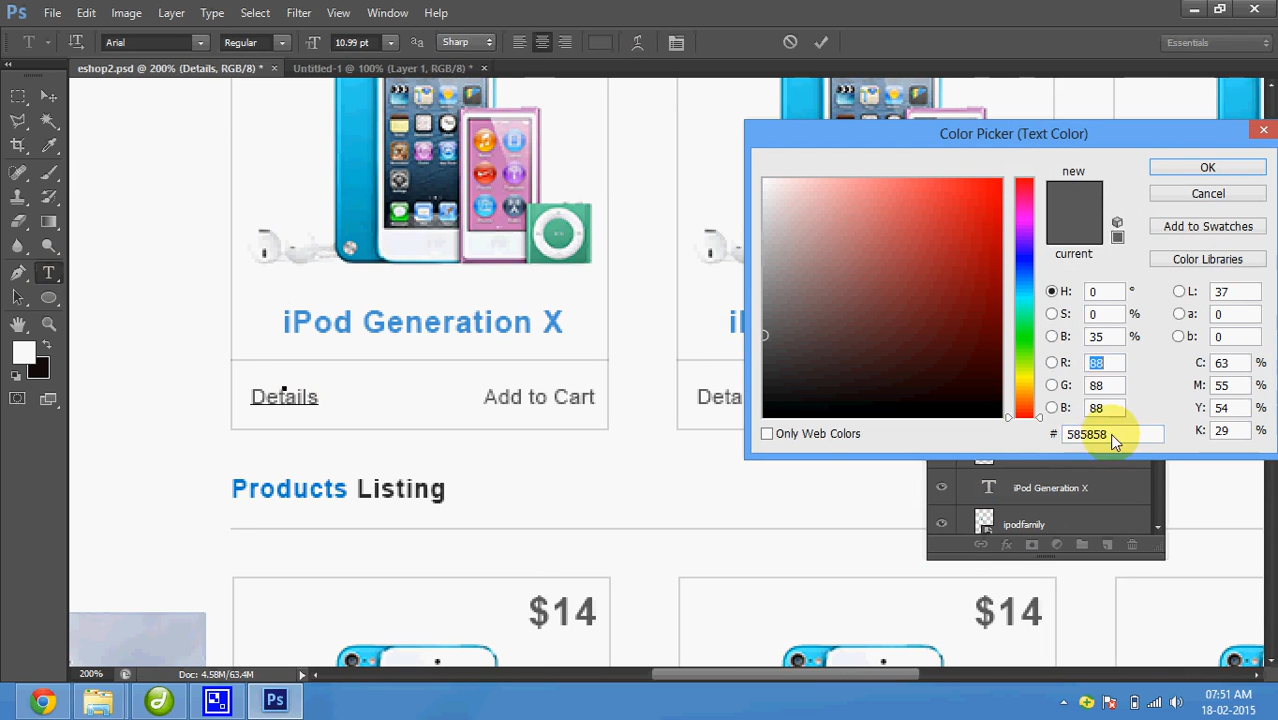 Ps File Edit Image Layer Type Select Filter View Window Help
T Arial Regular 10.99 pt aa Sharp Essentials
eshop2.psd @ 200% (Details, RGB/8) * Untitled-1 @ 100% (Layer 1, RGB/8) *
Color Picker (Text Color)
new
current
OK
Cancel
Add to Swatches
Color Libraries
H: 0 ° L: 37
S: 0 % a: 0
B: 35 % b: 0
R: 88 C: 63 %
G: 88 M: 55 %
B: 88 Y: 54 %
# 585858 K: 29 %
Only Web Colors
iPod Generation X
Details Add to Cart Deta
Products Listing
T iPod Generation X
ipodfamily
fx
$14 $14
200% Doc: 4.58M/63.4M
Ps
07:51 AM
18-02-2015